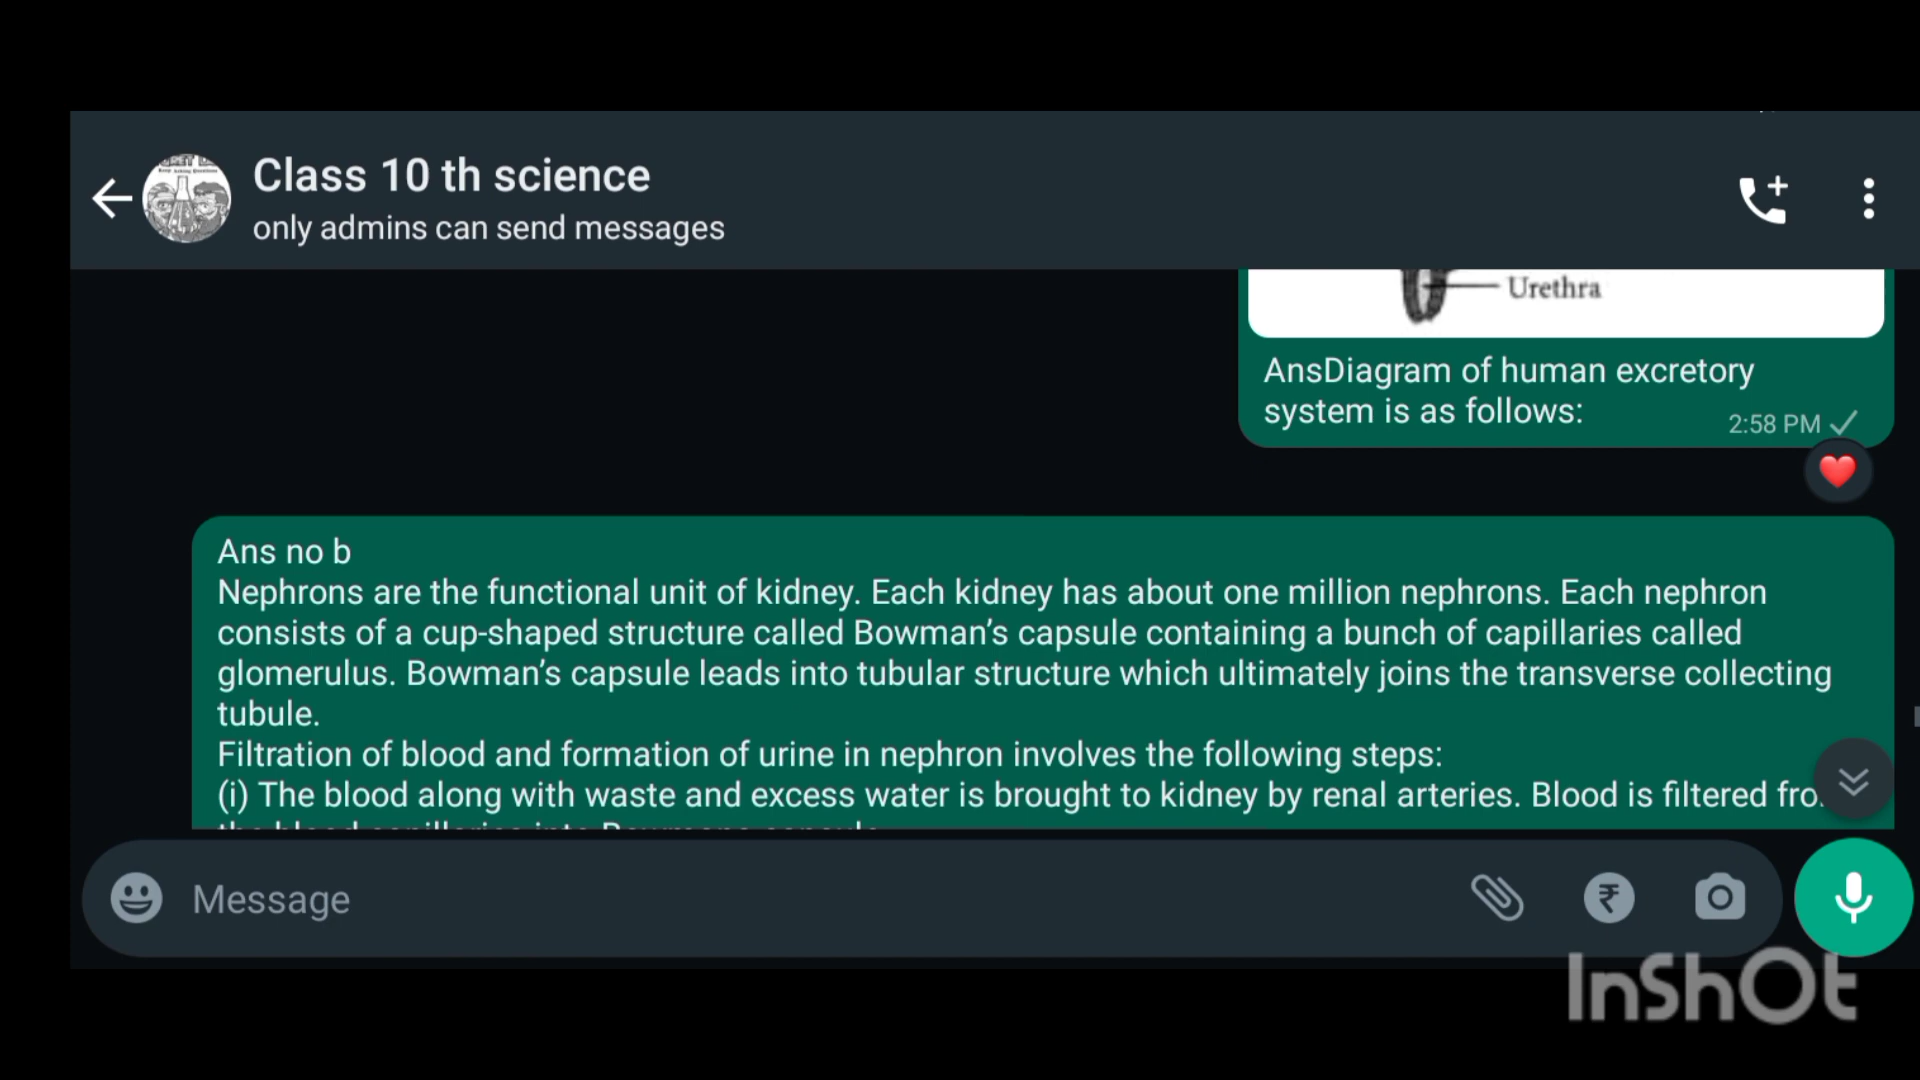 Class 10 th science
only admins can send messages
Urethra
AnsDiagram of human excretory
system is as follows:
2:58 PM
Ans no b
Nephrons are the functional unit of kidney. Each kidney has about one million nephrons. Each nephron
consists of a cup-shaped structure called Bowman’s capsule containing a bunch of capillaries called
glomerulus. Bowman’s capsule leads into tubular structure which ultimately joins the transverse collecting
tubule.
Filtration of blood and formation of urine in nephron involves the following steps:
(i) The blood along with waste and excess water is brought to kidney by renal arteries. Blood is filtered
Message
InShOt